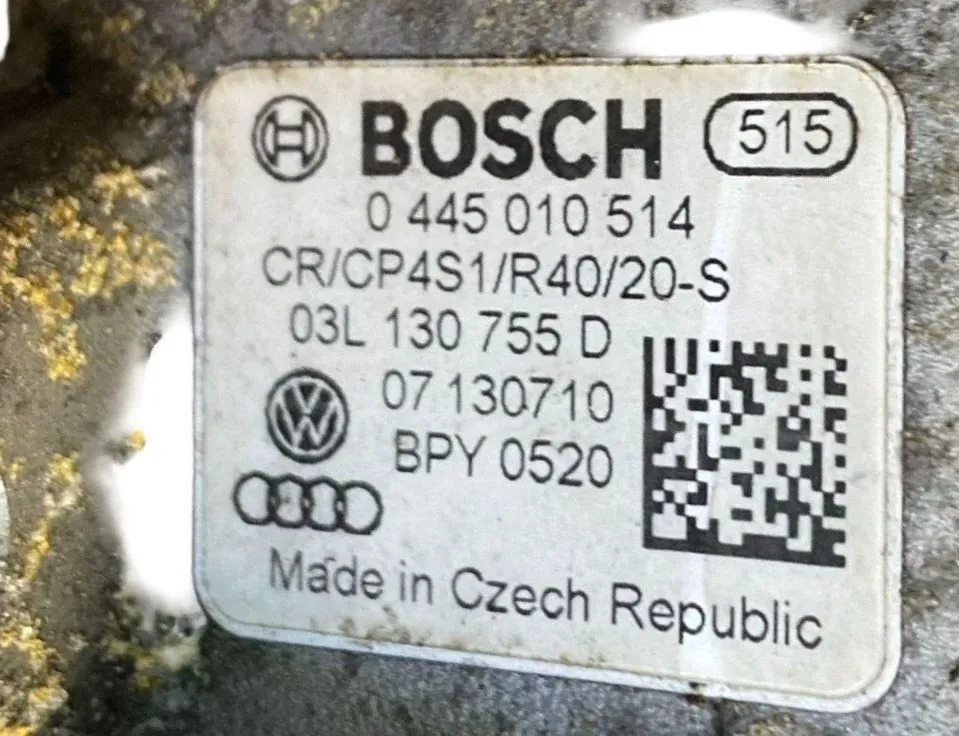 BOSCH 515
0 445 010 514
CR/CP4S1/R40/20-S
03L 130 755 D
07 130710
BPY 0520
Made in Czech Republic